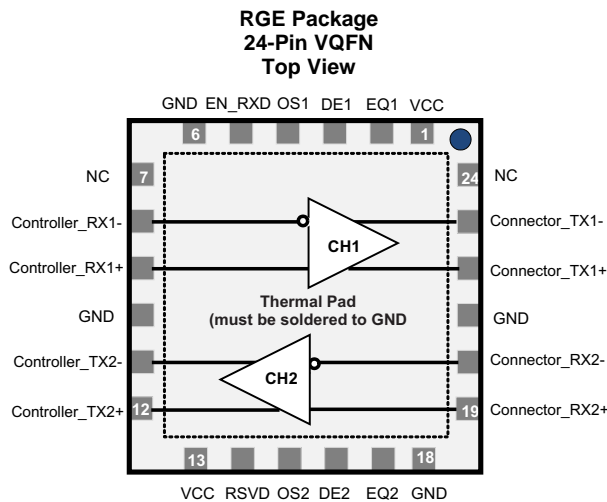 RGE Package
24-Pin VQFN
Top View
GND EN_RXD OS1 DE1 EQ1 VCC
6 1
NC 7 24 NC
Controller_RX1- Connector_TX1-
CH1
Controller_RX1+ Connector_TX1+
Thermal Pad
(must be soldered to GND
GND GND
Controller_TX2- Connector_RX2-
CH2
Controller_TX2+ 12 19 Connector_RX2+
13 18
VCC RSVD OS2 DE2 EQ2 GND